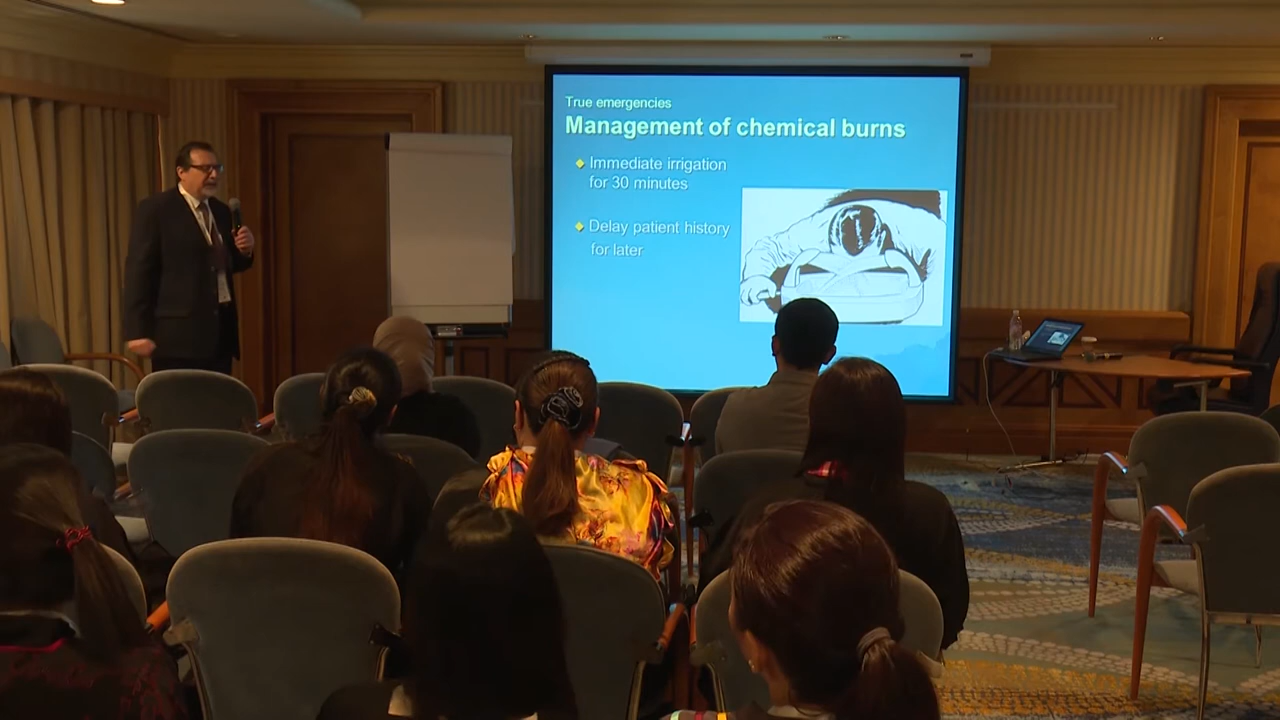 True emergencies
Management of chemical burns
Immediate irrigation
for 30 minutes
Delay patient history
for later